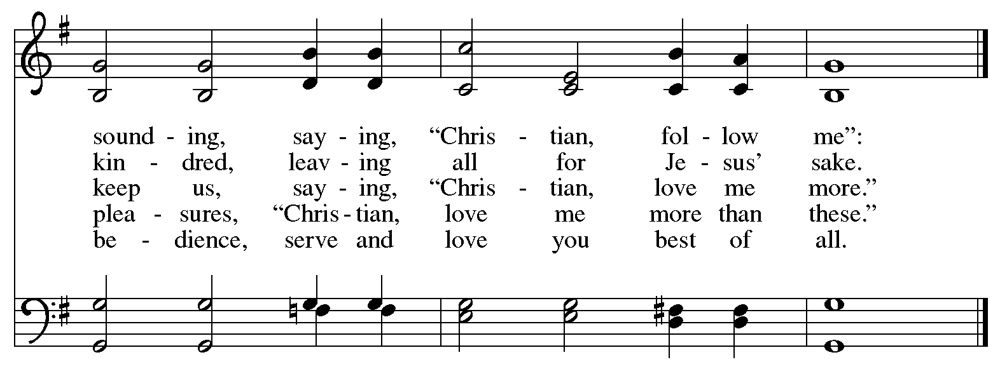 sound - ing, say - ing, “Chris - tian, fol - low me”:
kin - dred, leav - ing all for Je - sus’ sake.
keep us, say - ing, “Chris - tian, love me more.”
plea - sures, “Chris - tian, love me more than these.”
be - dience, serve and love you best of all.